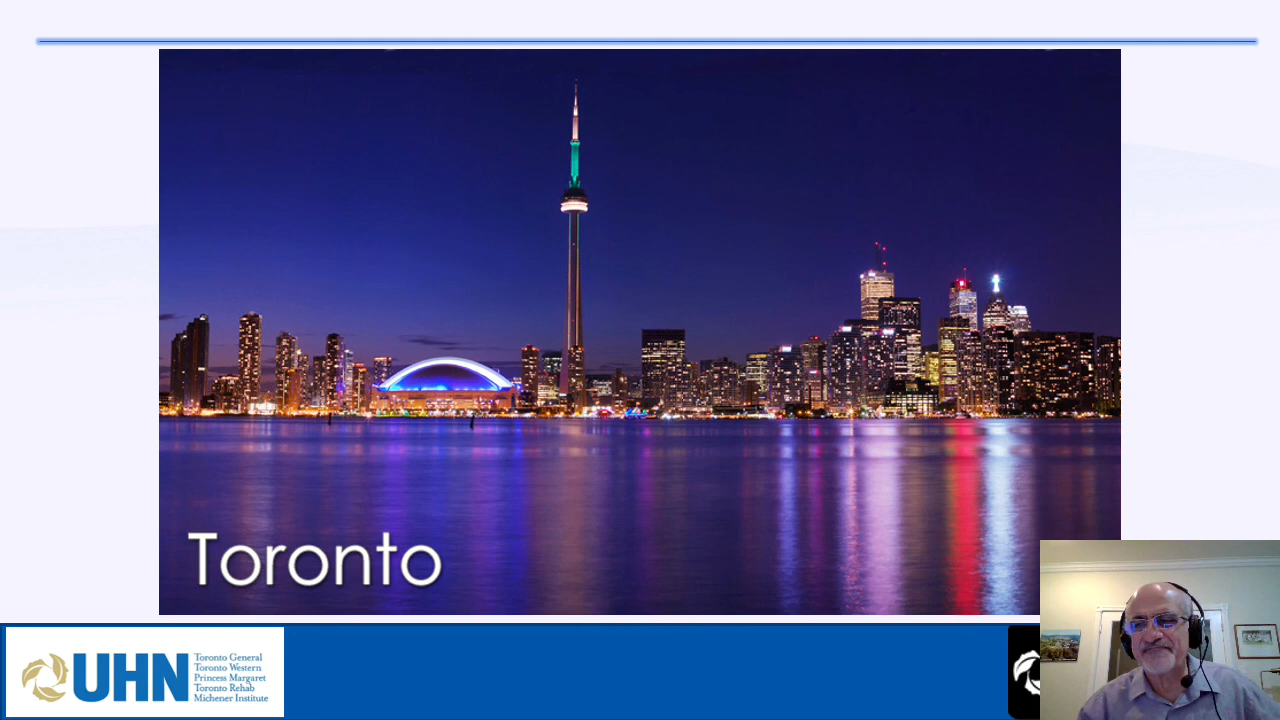 Toronto
UHN
Toronto General
Toronto Western
Princess Margaret
Toronto Rehab
Michener Institute